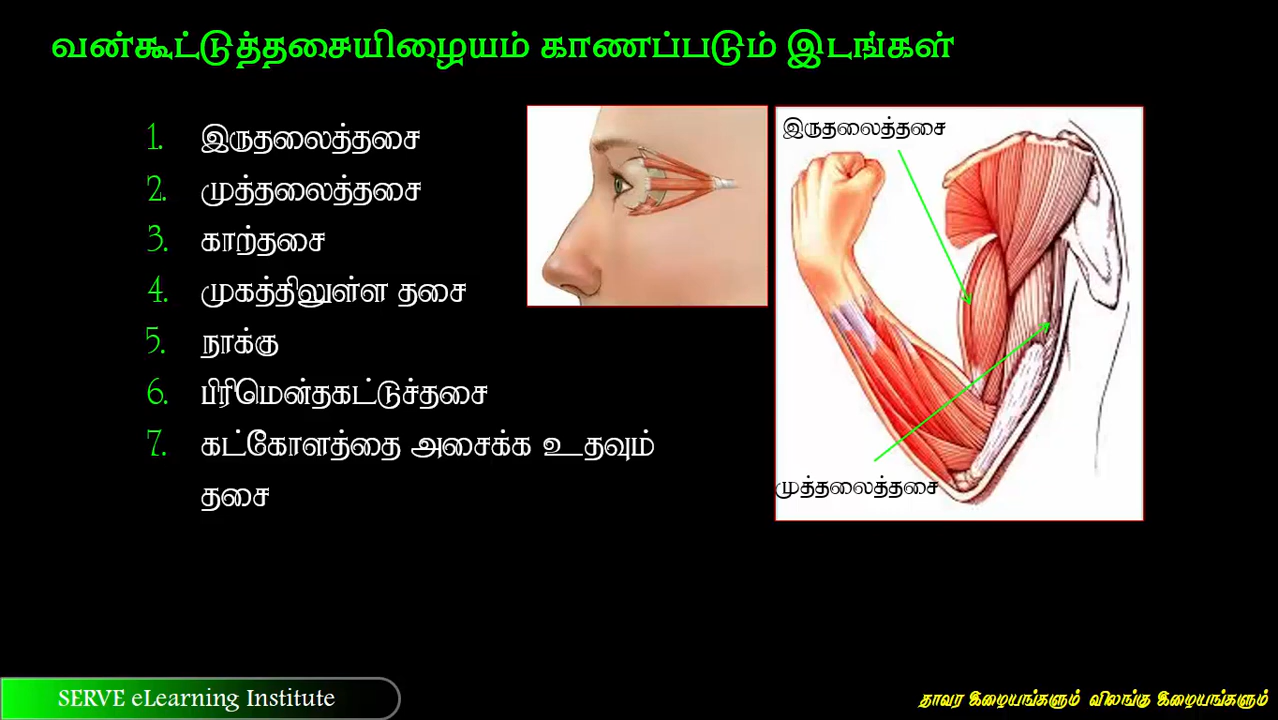 வன்கூட்டுத்தசையிழையம் காணப்படும் இடங்கள்
1. இருதலைத்தசை
2. முத்தலைத்தசை
3. காற்தசை
4. முகத்திலுள்ள தசை
5. நாக்கு
6. பிரிமென்தகட்டுச்தசை
7. கட்கோளத்தை அசைக்க உதவும்
தசை
இருதலைத்தசை
முத்தலைத்தசை
SERVE eLearning Institute
தாவர இழையங்களும் விலங்கு இழையங்களும்